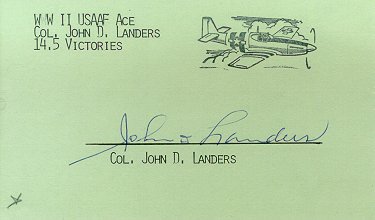 W W II USAAF Ace
Col. John D. Landers
14.5 Victories
John D Landers
Col. John D. Landers